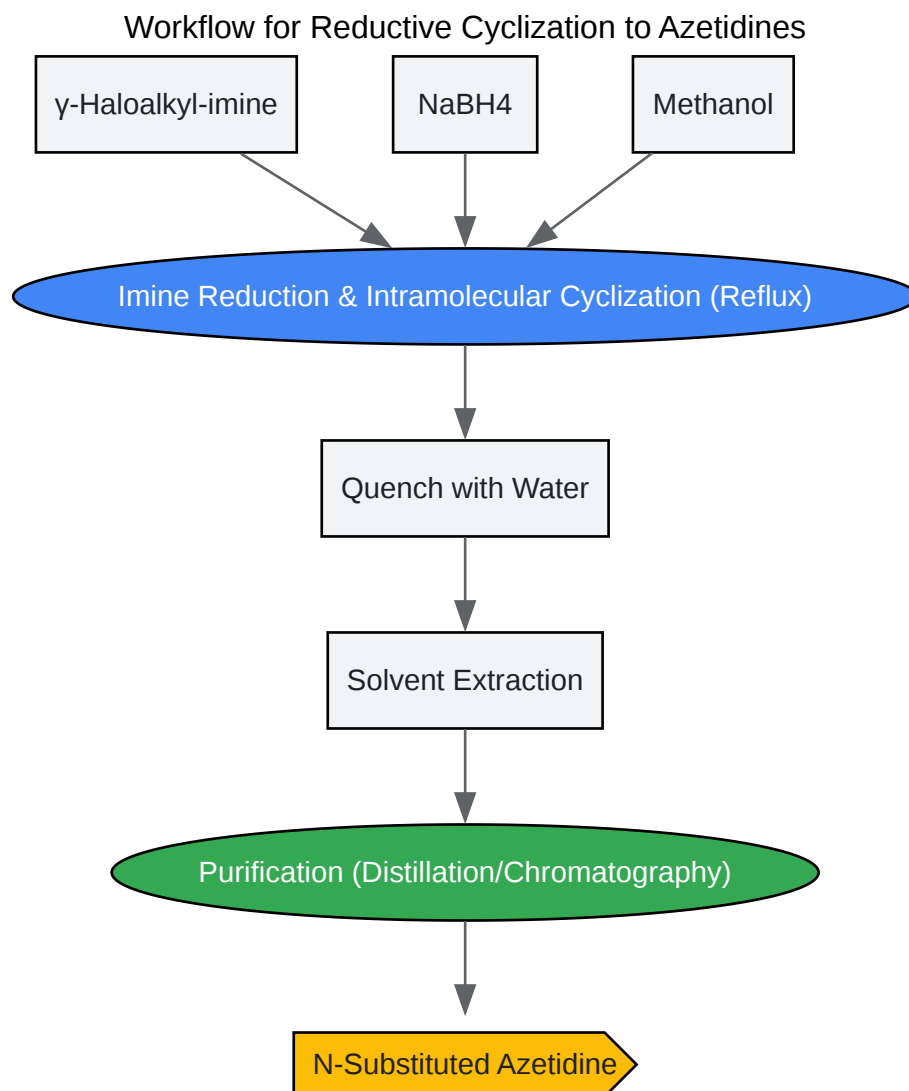 Workflow for Reductive Cyclization to Azetidines
γ-Haloalkyl-imine
NaBH4
Methanol
Imine Reduction & Intramolecular Cyclization (Reflux)
Quench with Water
Solvent Extraction
Purification (Distillation/Chromatography)
N-Substituted Azetidine